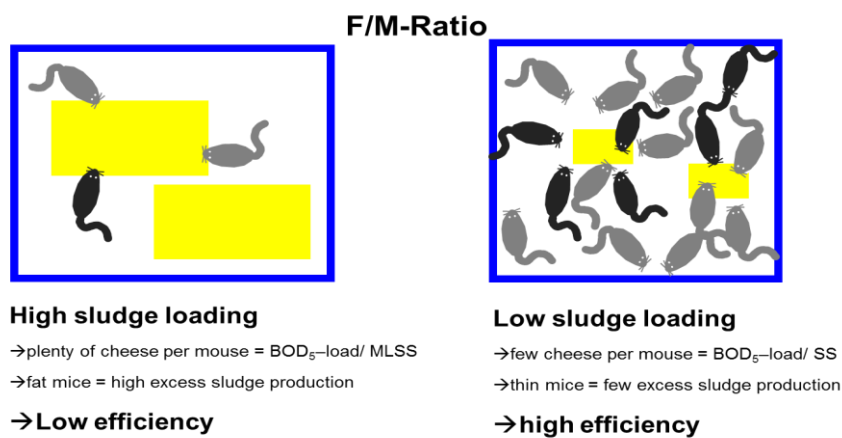 F/M-Ratio
High sludge loading
→plenty of cheese per mouse = BOD₅–load/ MLSS
→fat mice = high excess sludge production
→Low efficiency
Low sludge loading
→few cheese per mouse = BOD₅–load/ SS
→thin mice = few excess sludge production
→high efficiency